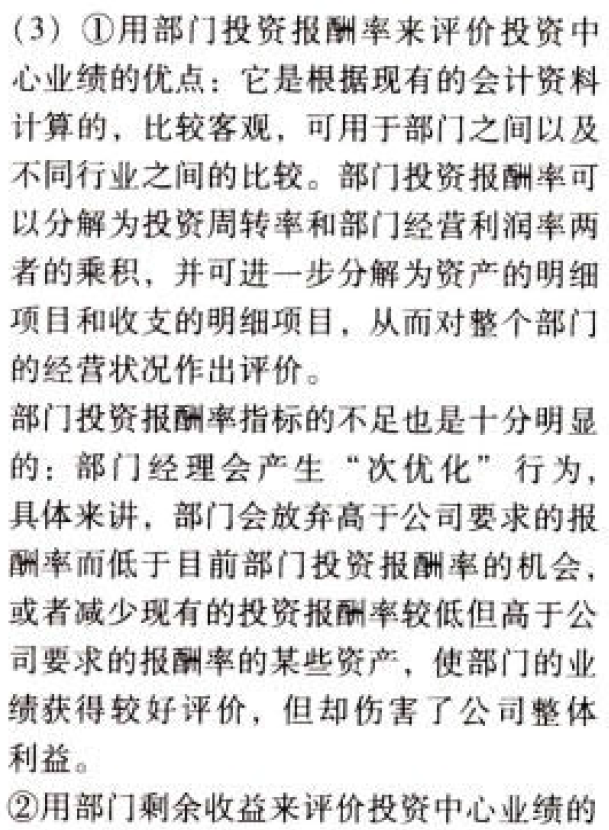 （3）①用部门投资报酬率来评价投资中
心业绩的优点：它是根据现有的会计资料
计算的，比较客观，可用于部门之间以及
不同行业之间的比较。部门投资报酬率可
以分解为投资周转率和部门经营利润率两
者的乘积，并可进一步分解为资产的明细
项目和收支的明细项目，从而对整个部门
的经营状况作出评价。
部门投资报酬率指标的不足也是十分明显
的：部门经理会产生“次优化”行为，
具体来讲，部门会放弃高于公司要求的报
酬率而低于目前部门投资报酬率的机会，
或者减少现有的投资报酬率较低但高于公
司要求的报酬率的某些资产，使部门的业
绩获得较好评价，但却伤害了公司整体
利益。
②用部门剩余收益来评价投资中心业绩的